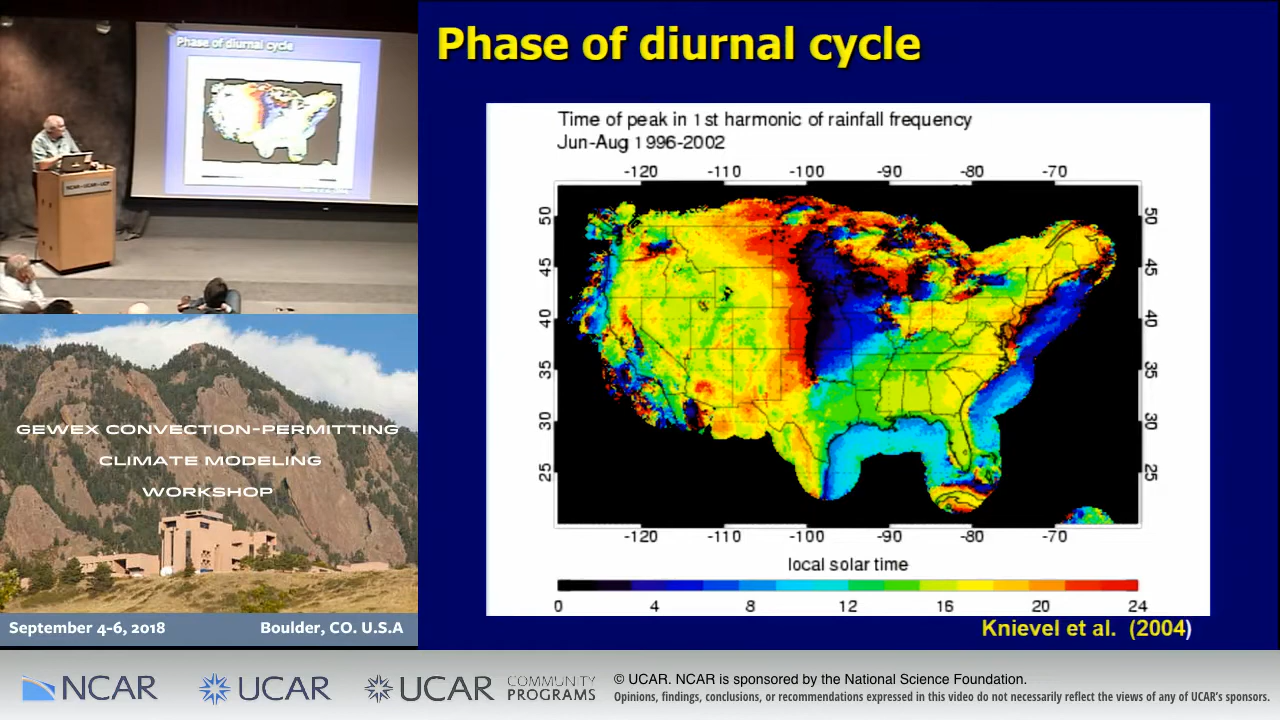 Phase of diurnal cycle
NCAR-UCAR-UCP
Phase of diurnal cycle
Time of peak in 1st harmonic of rainfall frequency
Jun-Aug 1996-2002
-120 -110 -100 -90 -80 -70
50 50
45 45
40 40
35 35
30 30
25 25
-120 -110 -100 -90 -80 -70
local solar time
0 4 8 12 16 20 24
Knievel et al. (2004)
GEWEX CONVECTION-PERMITTING
CLIMATE MODELING
WORKSHOP
September 4-6, 2018 Boulder, CO. U.S.A
NCAR UCAR UCAR COMMUNITY PROGRAMS
© UCAR. NCAR is sponsored by the National Science Foundation.
Opinions, findings, conclusions, or recommendations expressed in this video do not necessarily reflect the views of any of UCAR's sponsors.